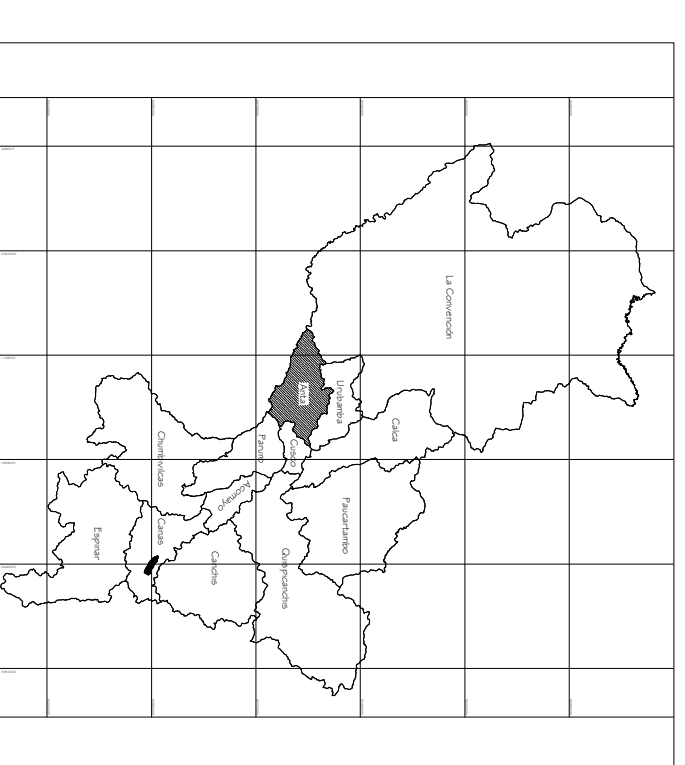 La Convención
Calca
Urubamba
Anta
Cusco
Paruro
Paucartambo
Quispicanchis
Acomayo
Canchis
Chumbivilcas
Canas
Espinar